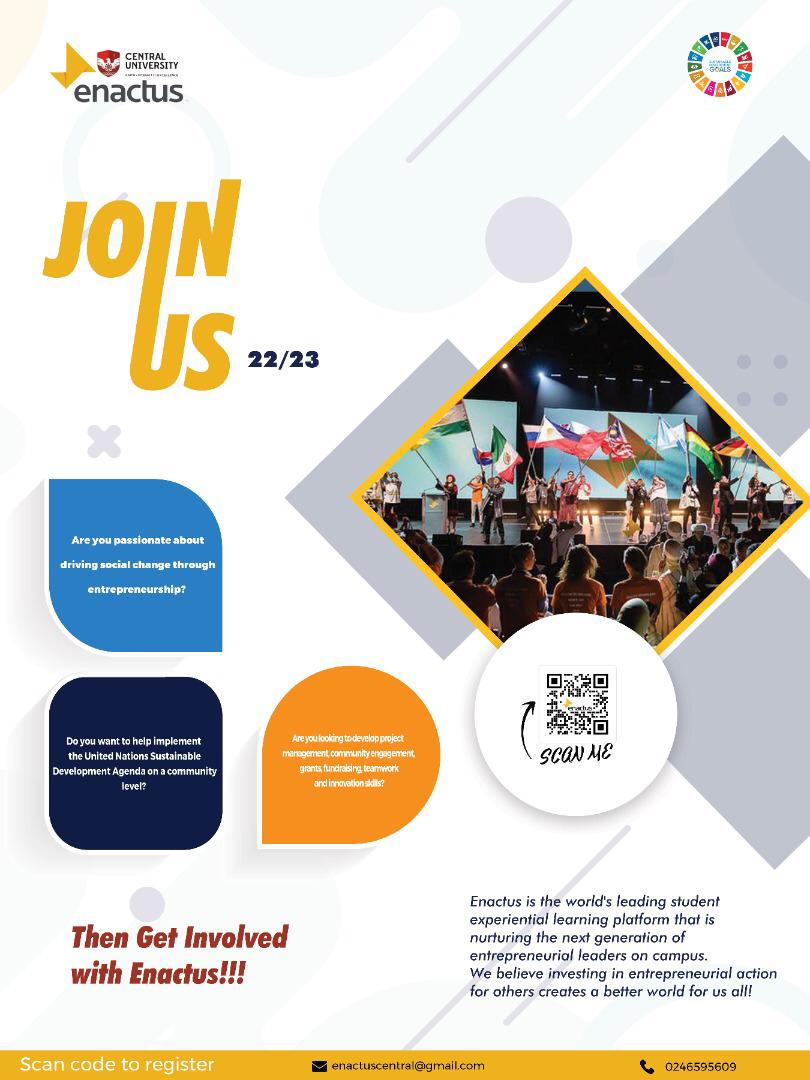 CENTRAL
UNIVERSITY
enactus
GOALS
JOIN
US
22/23
Are you passionate about
driving social change through
entrepreneurship?
Do you want to help implement
the United Nations Sustainable
Development Agenda on a community
level?
Are you looking to develop project
management, community engagement,
grants, fundraising, teamwork
and innovation skills?
enactus
SCAN ME
Then Get Involved
with Enactus!!!
Enactus is the world's leading student
experiential learning platform that is
nurturing the next generation of
entrepreneurial leaders on campus.
We believe investing in entrepreneurial action
for others creates a better world for us all!
Scan code to register
enactuscentral@gmail.com
0246595609